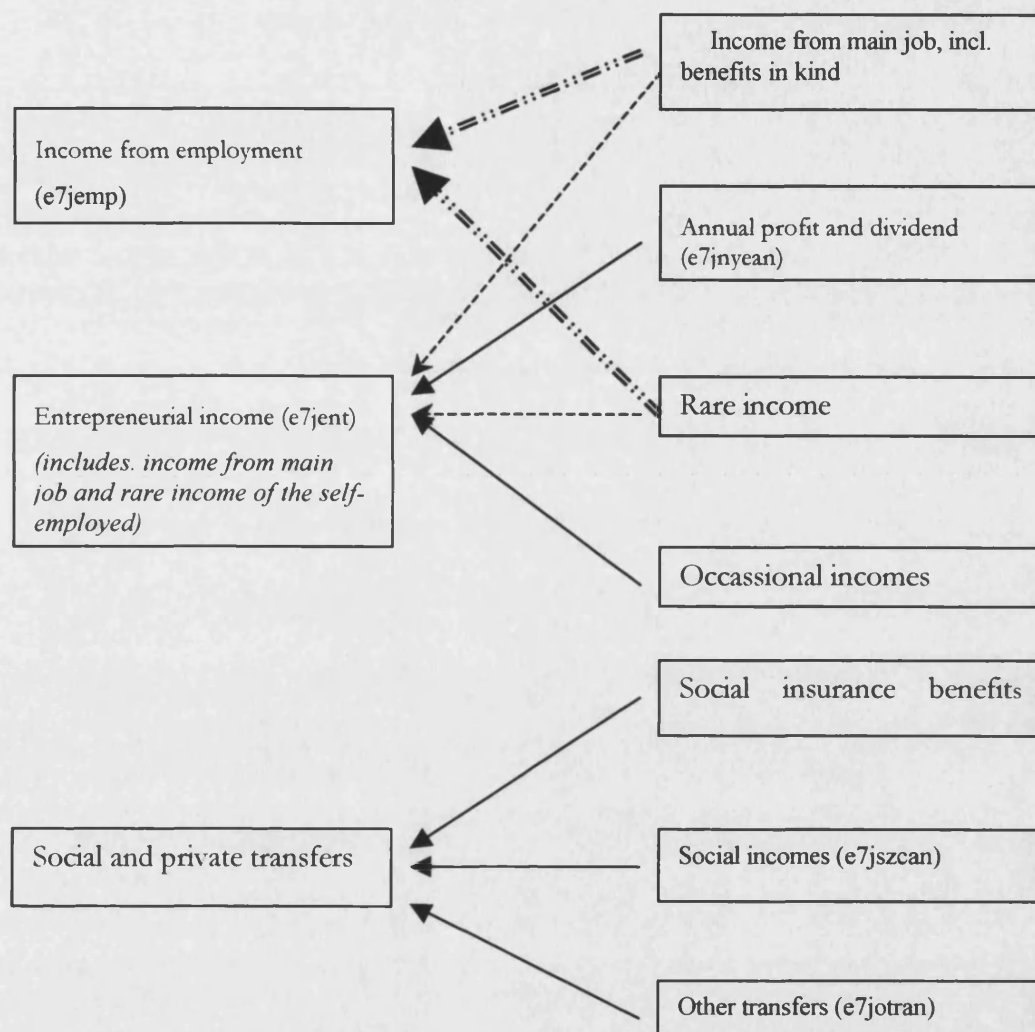 Income from main job, incl.
benefits in kind
Income from employment
(e7jemp)
Annual profit and dividend
(e7jnyean)
Entrepreneurial income (e7jent)
(includes. income from main
job and rare income of the self-
employed)
Rare income
Occassional incomes
Social insurance benefits
Social and private transfers
Social incomes (e7jszcan)
Other transfers (e7jotran)